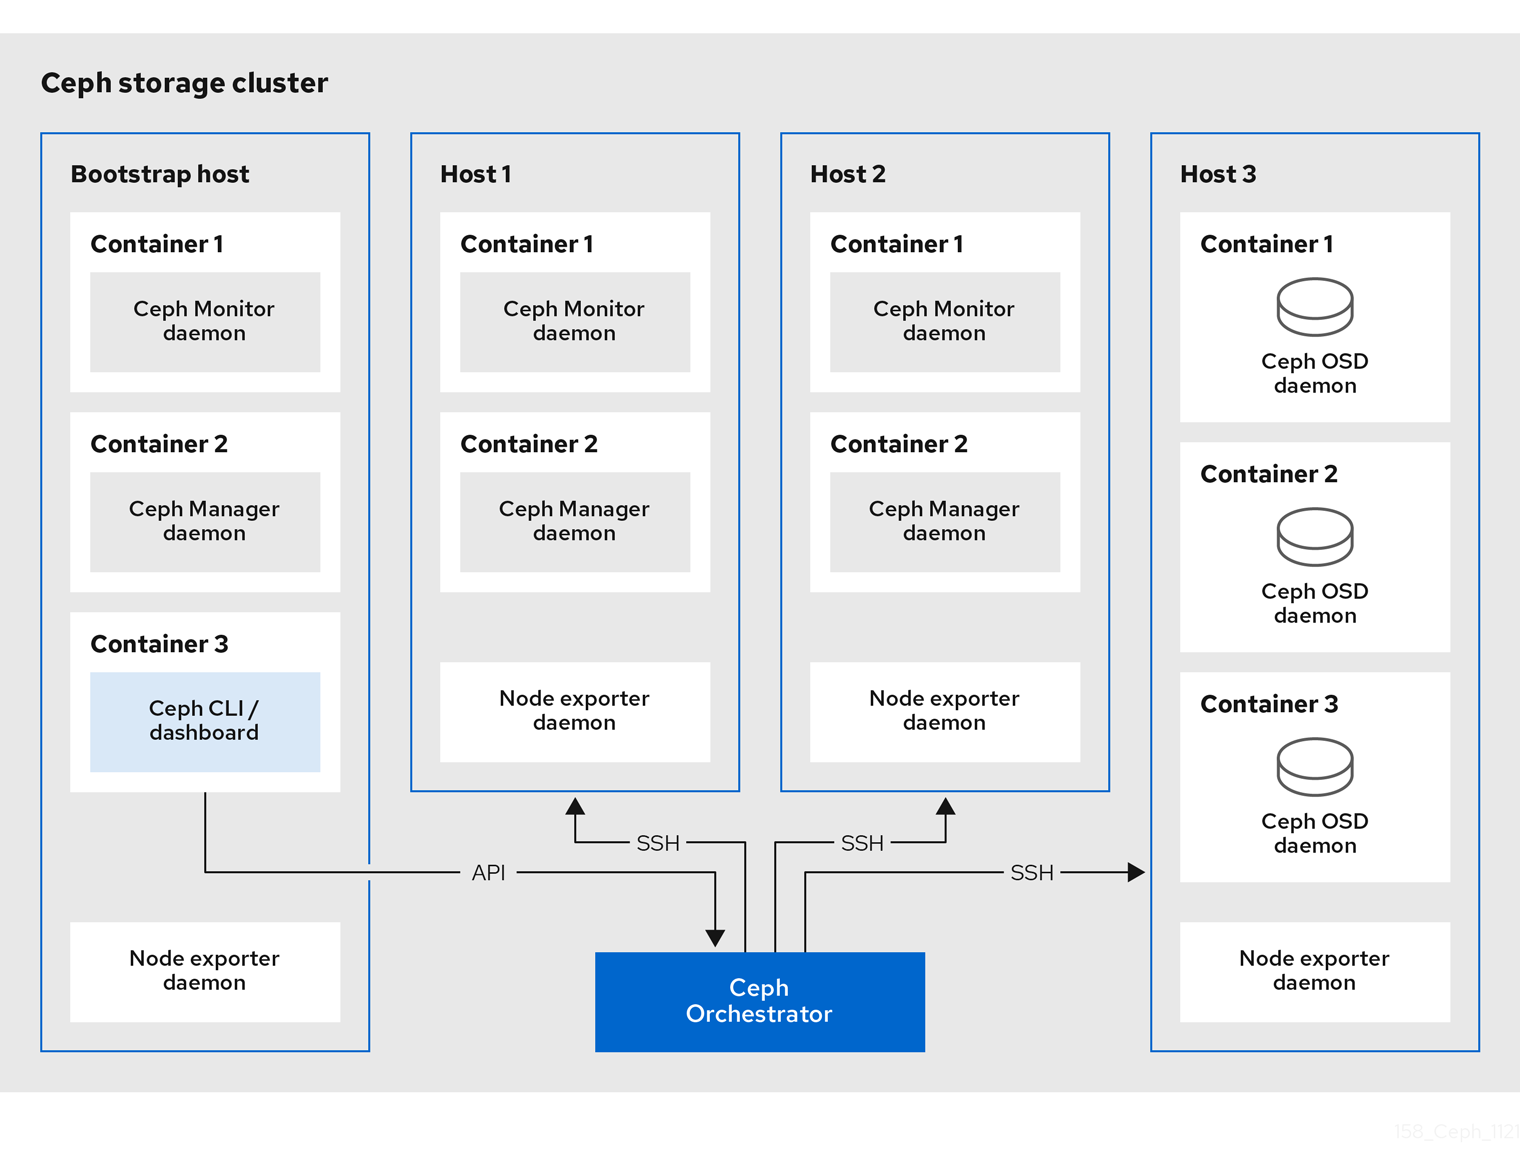 Ceph storage cluster
Bootstrap host
Container 1
Ceph Monitor
daemon
Container 2
Ceph Manager
daemon
Container 3
Ceph CLI /
dashboard
Node exporter
daemon
Host 1
Container 1
Ceph Monitor
daemon
Container 2
Ceph Manager
daemon
Node exporter
daemon
Host 2
Container 1
Ceph Monitor
daemon
Container 2
Ceph Manager
daemon
Node exporter
daemon
Host 3
Container 1
Ceph OSD
daemon
Container 2
Ceph OSD
daemon
Container 3
Ceph OSD
daemon
Node exporter
daemon
SSH
SSH
API
SSH
Ceph
Orchestrator
158_Ceph_1121